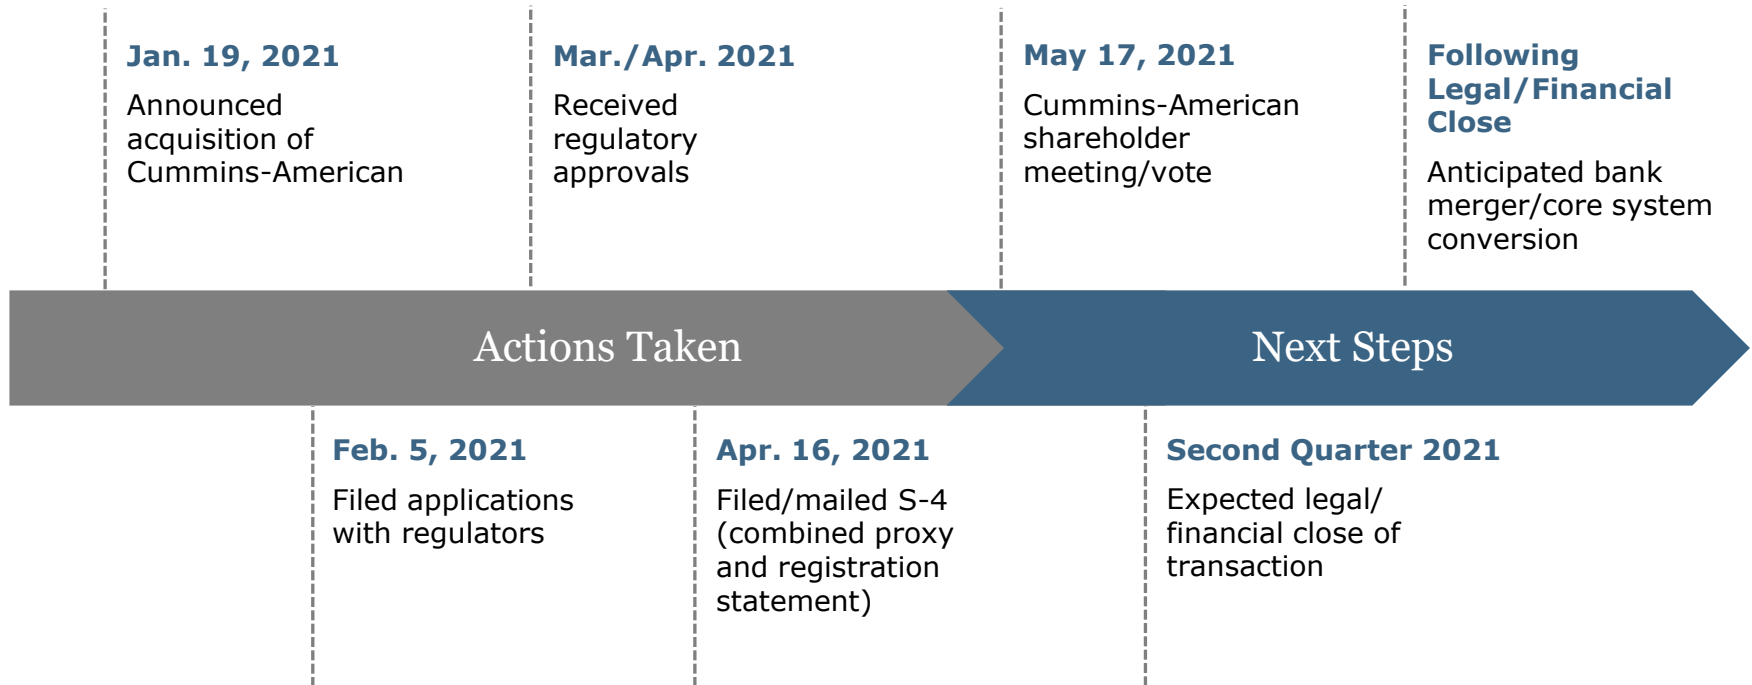 Jan. 19, 2021
Announced
acquisition of
Cummins-American
Mar./Apr. 2021
Received
regulatory
approvals
May 17, 2021
Cummins-American
shareholder
meeting/vote
Following
Legal/Financial
Close
Anticipated bank
merger/core system
conversion
Actions Taken
Next Steps
Feb. 5, 2021
Filed applications
with regulators
Apr. 16, 2021
Filed/mailed S-4
(combined proxy
and registration
statement)
Second Quarter 2021
Expected legal/
financial close of
transaction